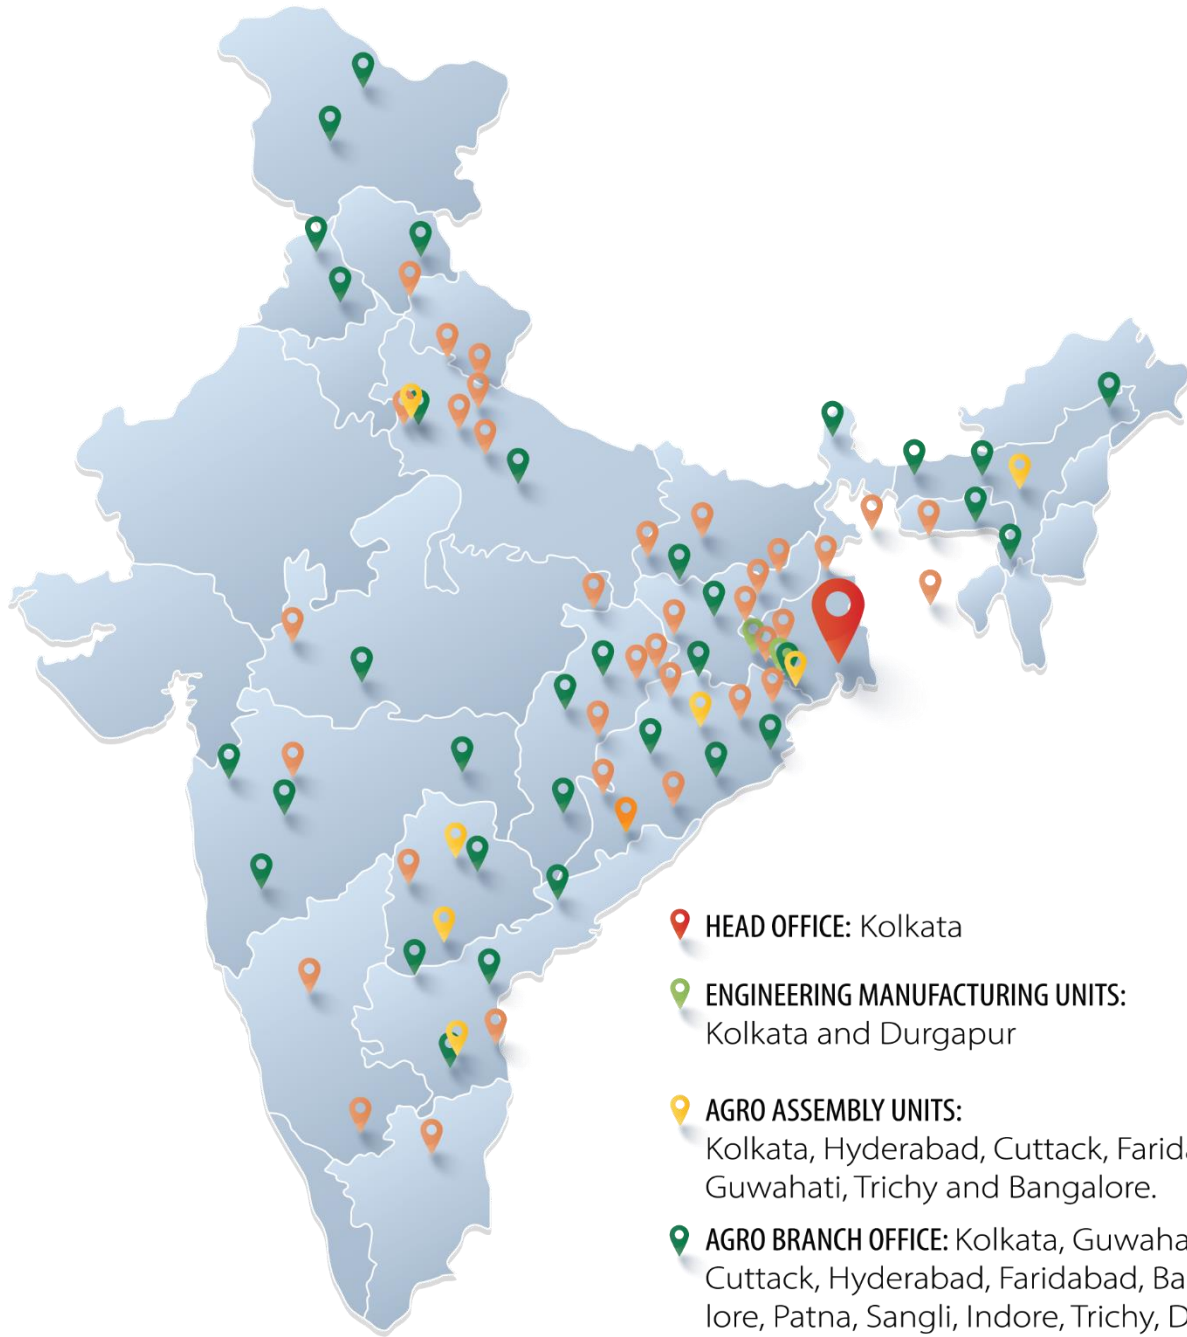 HEAD OFFICE: Kolkata
ENGINEERING MANUFACTURING UNITS:
Kolkata and Durgapur
AGRO ASSEMBLY UNITS:
Kolkata, Hyderabad, Cuttack,
Guwahati, Trichy and Bangalore.
AGRO BRANCH OFFICE: Kolkata,
Cuttack, Hyderabad, Faridabad,
lore, Patna, Sangli, Indore, Trichy,